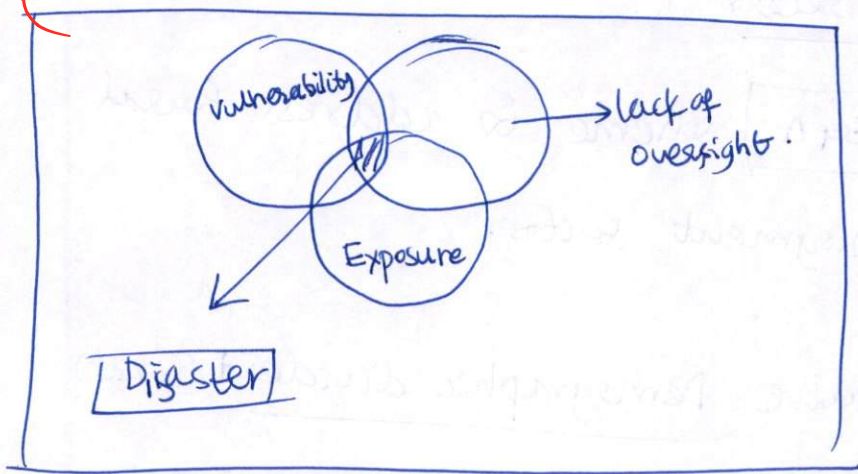 Vulnerability
lack of
oversight.
Exposure
Disaster